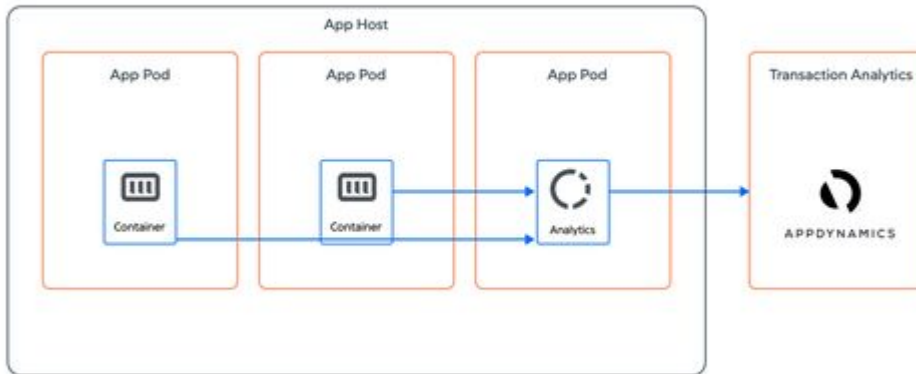 App Host
App Pod
App Pod
App Pod
Transaction Analytics
Container
Container
Analytics
APPDYNAMICS